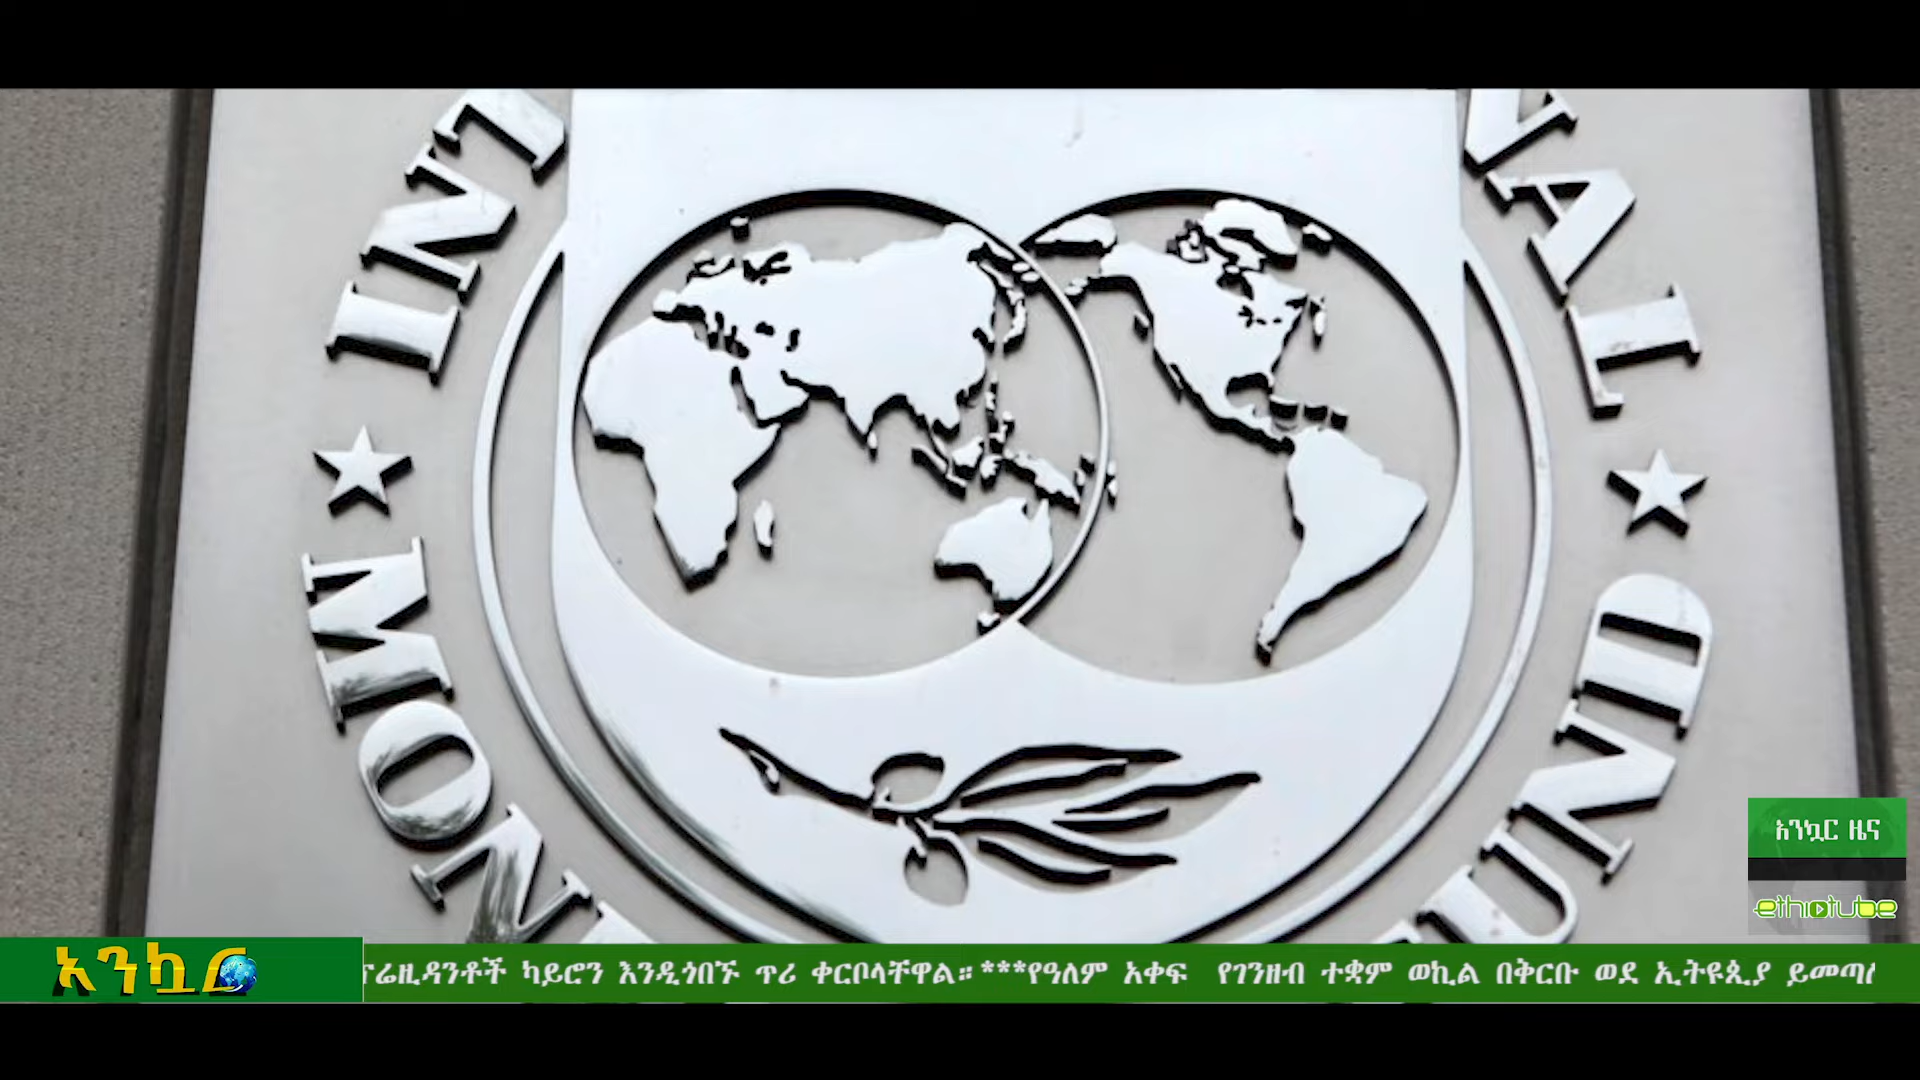 INT
NAL
★ MON
FUND ★
አንኳር ዜና
ethiotube
አንኳር
ፕሬዚዳንቶች ካይሮን እንዲጎበኙ ጥሪ ቀርቦላቸዋል። ***የዓለም አቀፍ የገንዘብ ተቋም ወኪል በቅርቡ ወደ ኢትዮጲያ